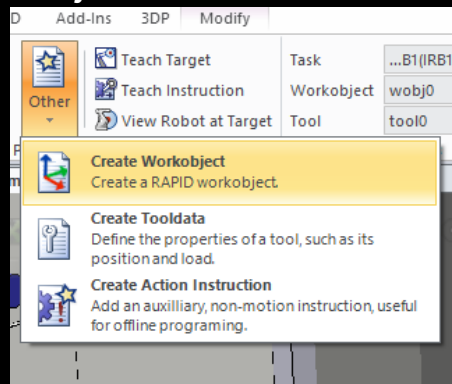 Add-Ins 3DP Modify
Other
Teach Target
Teach Instruction
View Robot at Target
Task ...B1(IRB1
Workobject wobj0
Tool tool0
Create Workobject
Create a RAPID workobject.
Create Tooldata
Define the properties of a tool, such as its
position and load.
Create Action Instruction
Add an auxilliary, non-motion instruction, useful
for offline programing.